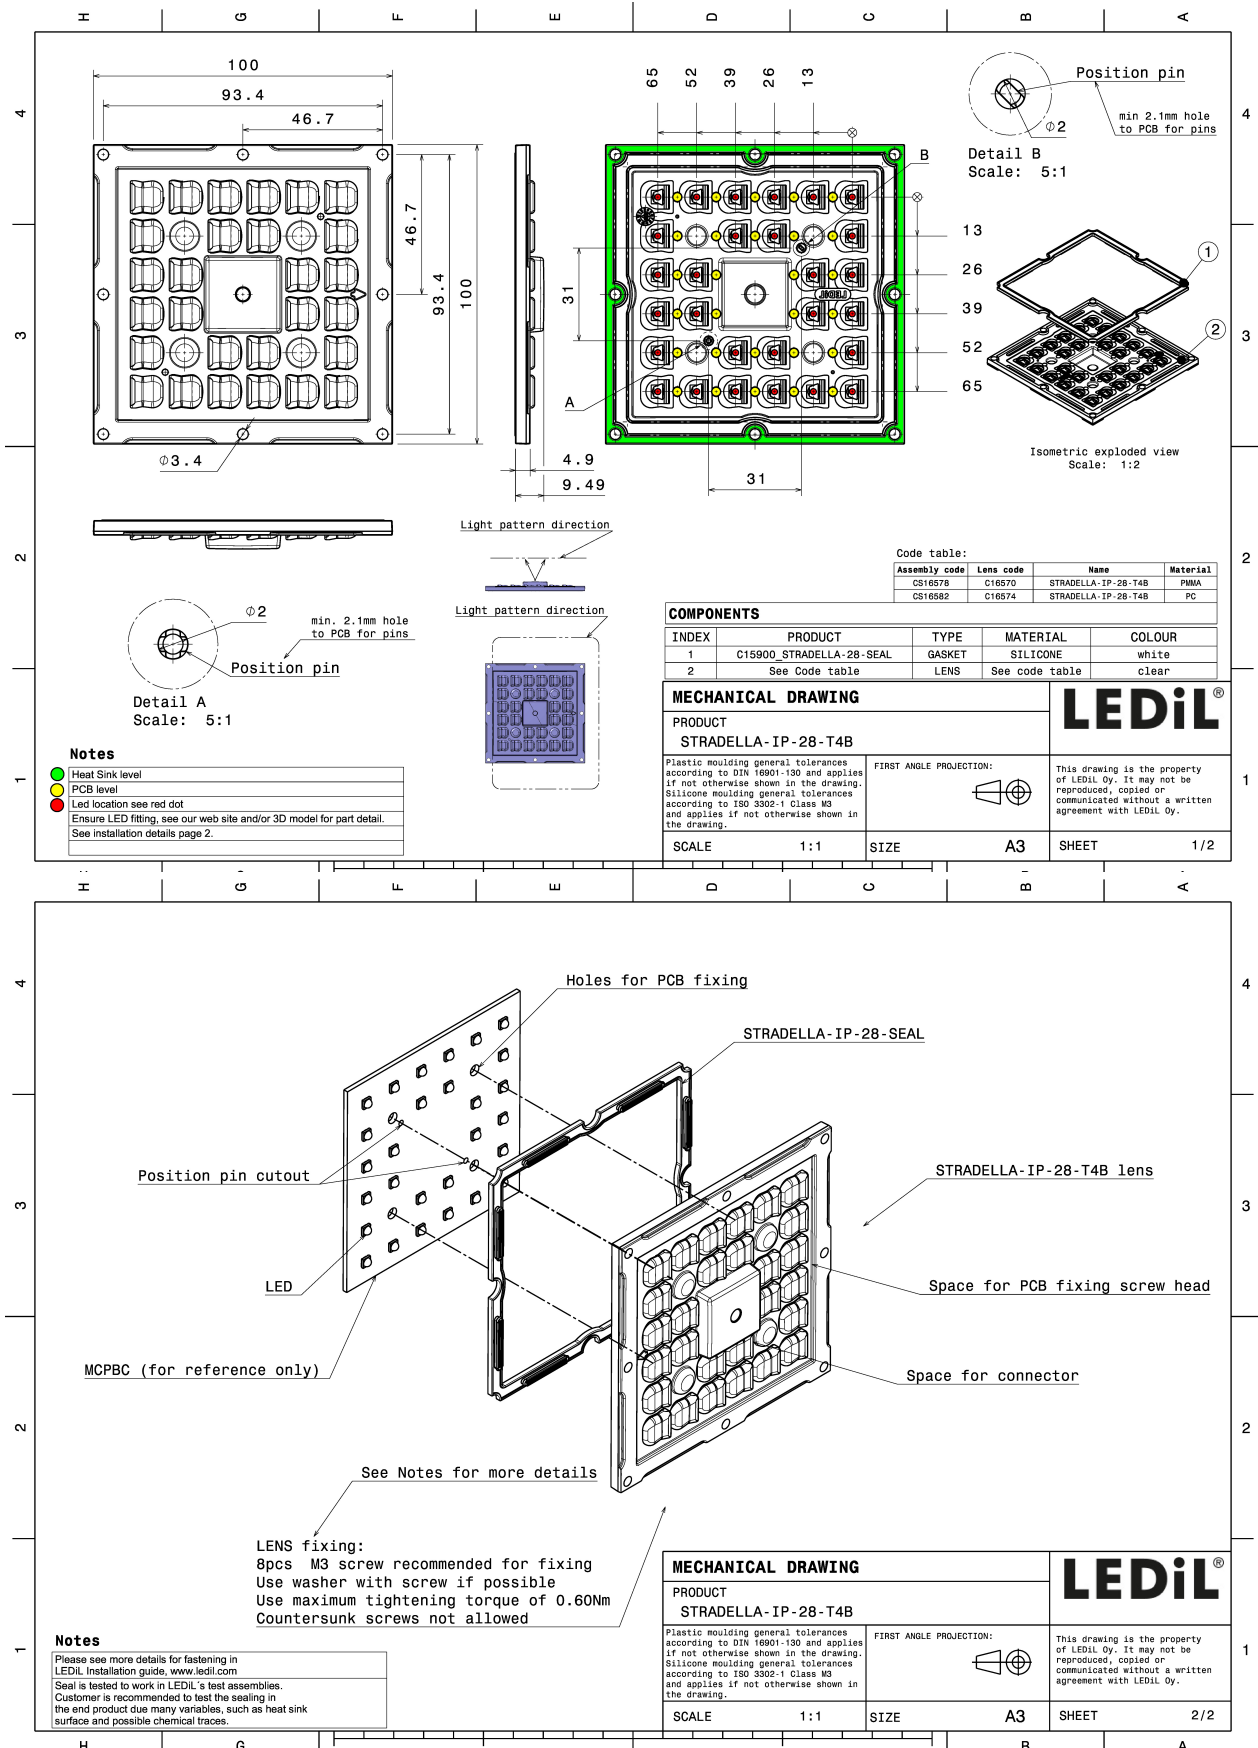 H G F E D C B A
4
3
2
1
4
3
2
1
100
93.4
46.7
46.7
93.4
100
Ø3.4
4.9
9.49
65 52 39 26 13
B
13
26
39
52
65
31
31
A
LEDiL
Position pin
min 2.1mm hole
to PCB for pins
Ø2
Detail B
Scale: 5:1
1
2
Isometric exploded view
Scale: 1:2
Light pattern direction
Light pattern direction
Ø2
min. 2.1mm hole
to PCB for pins
Position pin
Detail A
Scale: 5:1
Code table:
Assembly code Lens code Name Material
CS16578 C16570 STRADELLA-IP-28-T4B PMMA
CS16582 C16574 STRADELLA-IP-28-T4B PC
COMPONENTS
INDEX PRODUCT TYPE MATERIAL COLOUR
1 C15900_STRADELLA-28-SEAL GASKET SILICONE white
2 See Code table LENS See code table clear
MECHANICAL DRAWING
PRODUCT
STRADELLA-IP-28-T4B
LEDiL®
Plastic moulding general tolerances
according to DIN 16901-130 and applies
if not otherwise shown in the drawing.
Silicone moulding general tolerances
according to ISO 3302-1 Class M3
and applies if not otherwise shown in
the drawing.
FIRST ANGLE PROJECTION:
This drawing is the property
of LEDiL Oy. It may not be
reproduced, copied or
communicated without a written
agreement with LEDiL Oy.
SCALE 1:1 SIZE A3 SHEET 1/2
Notes
Heat Sink level
PCB level
Led location see red dot
Ensure LED fitting, see our web site and/or 3D model for part detail.
See installation details page 2.
H G F E D C B A
4
3
2
1
4
3
2
1
Holes for PCB fixing
STRADELLA-IP-28-SEAL
Position pin cutout
STRADELLA-IP-28-T4B lens
LED
Space for PCB fixing screw head
MCPBC (for reference only)
Space for connector
See Notes for more details
LENS fixing:
8pcs M3 screw recommended for fixing
Use washer with screw if possible
Use maximum tightening torque of 0.60Nm
Countersunk screws not allowed
MECHANICAL DRAWING
PRODUCT
STRADELLA-IP-28-T4B
LEDiL®
Plastic moulding general tolerances
according to DIN 16901-130 and applies
if not otherwise shown in the drawing.
Silicone moulding general tolerances
according to ISO 3302-1 Class M3
and applies if not otherwise shown in
the drawing.
FIRST ANGLE PROJECTION:
This drawing is the property
of LEDiL Oy. It may not be
reproduced, copied or
communicated without a written
agreement with LEDiL Oy.
SCALE 1:1 SIZE A3 SHEET 2/2
Notes
Please see more details for fastening in
LEDiL Installation guide, www.ledil.com
Seal is tested to work in LEDiL´s test assemblies.
Customer is recommended to test the sealing in
the end product due many variables, such as heat sink
surface and possible chemical traces.
H G B A